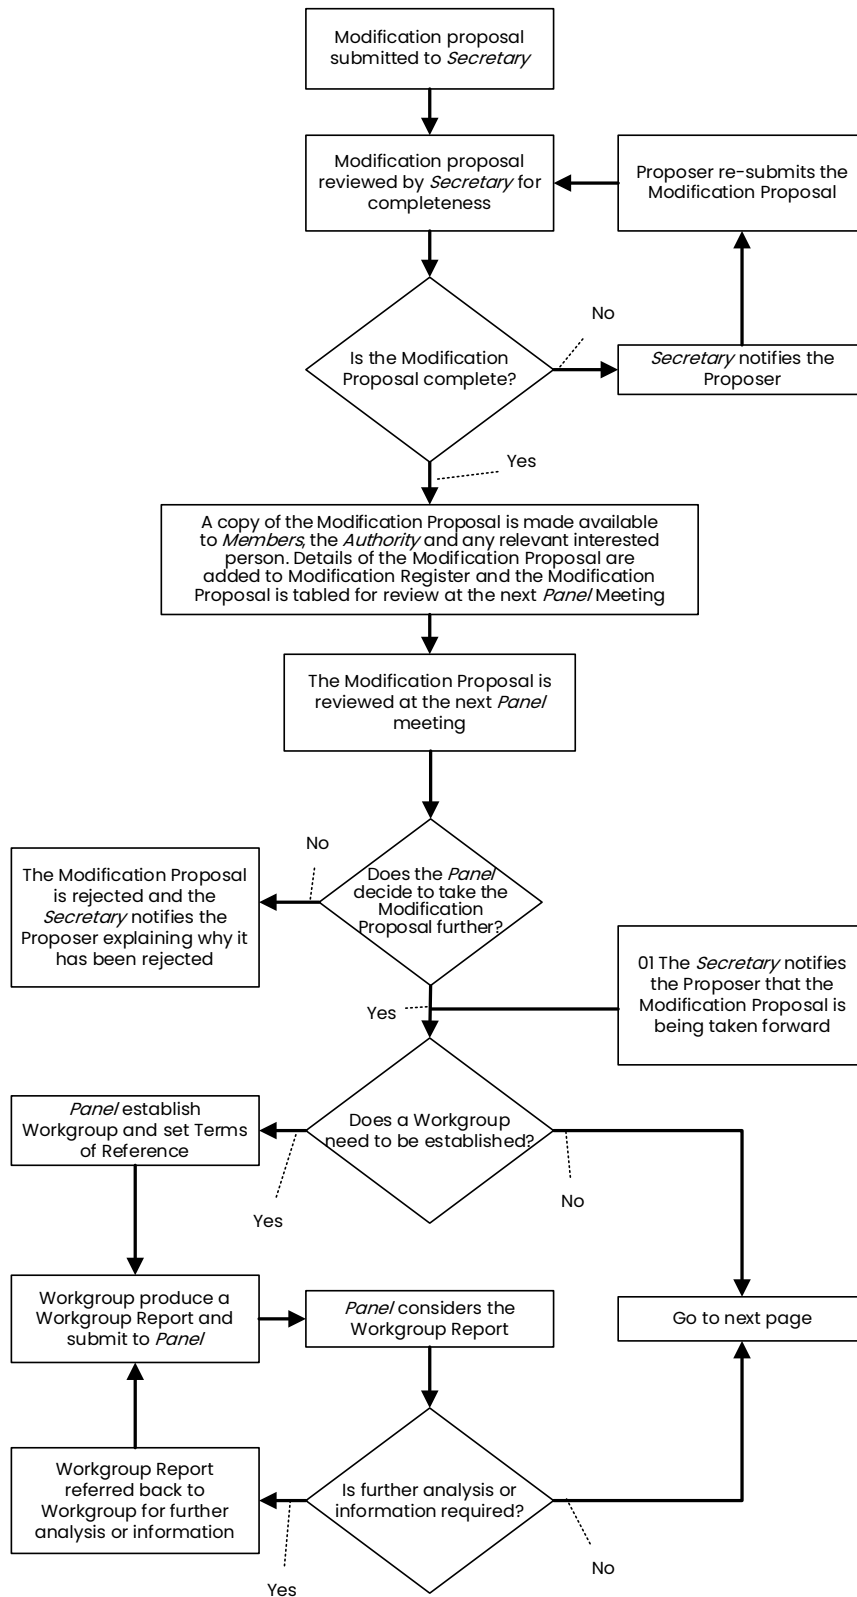 Modification proposal
submitted to Secretary
Modification proposal
reviewed by Secretary for
completeness
Proposer re-submits the
Modification Proposal
No
Is the Modification
Proposal complete?
Secretary notifies the
Proposer
Yes
A copy of the Modification Proposal is made available
to Members, the Authority and any relevant interested
person. Details of the Modification Proposal are
added to Modification Register and the Modification
Proposal is tabled for review at the next Panel Meeting
The Modification Proposal is
reviewed at the next Panel
meeting
No
Does the Panel
decide to take the
Modification
Proposal further?
The Modification Proposal
is rejected and the
Secretary notifies the
Proposer explaining why it
has been rejected
01 The Secretary notifies
the Proposer that the
Modification Proposal is
being taken forward
Yes
Panel establish
Workgroup and set Terms
of Reference
Does a Workgroup
need to be established?
Yes
No
Workgroup produce a
Workgroup Report and
submit to Panel
Panel considers the
Workgroup Report
Go to next page
Workgroup Report
referred back to
Workgroup for further
analysis or information
Is further analysis or
information required?
Yes
No